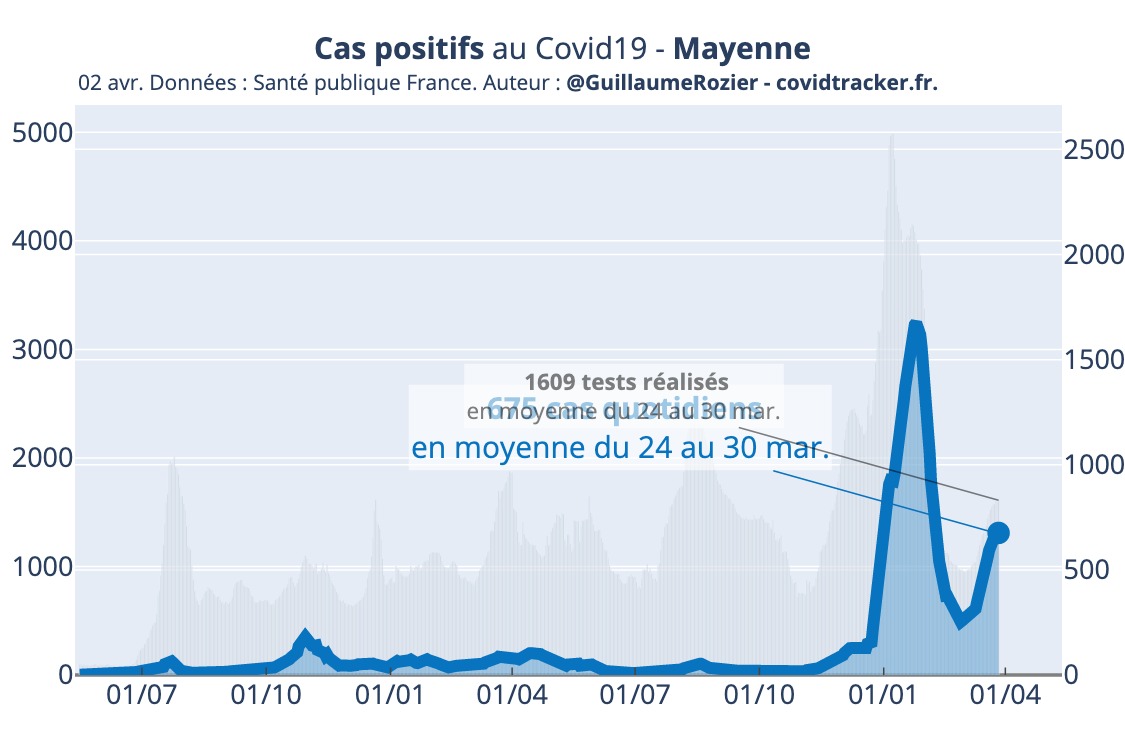 Cas positifs au Covid19 - Mayenne
02 avr. Données : Santé publique France. Auteur : @GuillaumeRozier - covidtracker.fr.
5000
4000
3000
2000
1000
0
2500
2000
1500
1000
500
0
1609 tests réalisés
en moyenne du 24 au 30 mar.
675 cas quotidiens
en moyenne du 24 au 30 mar.
01/07 01/10 01/01 01/04 01/07 01/10 01/01 01/04